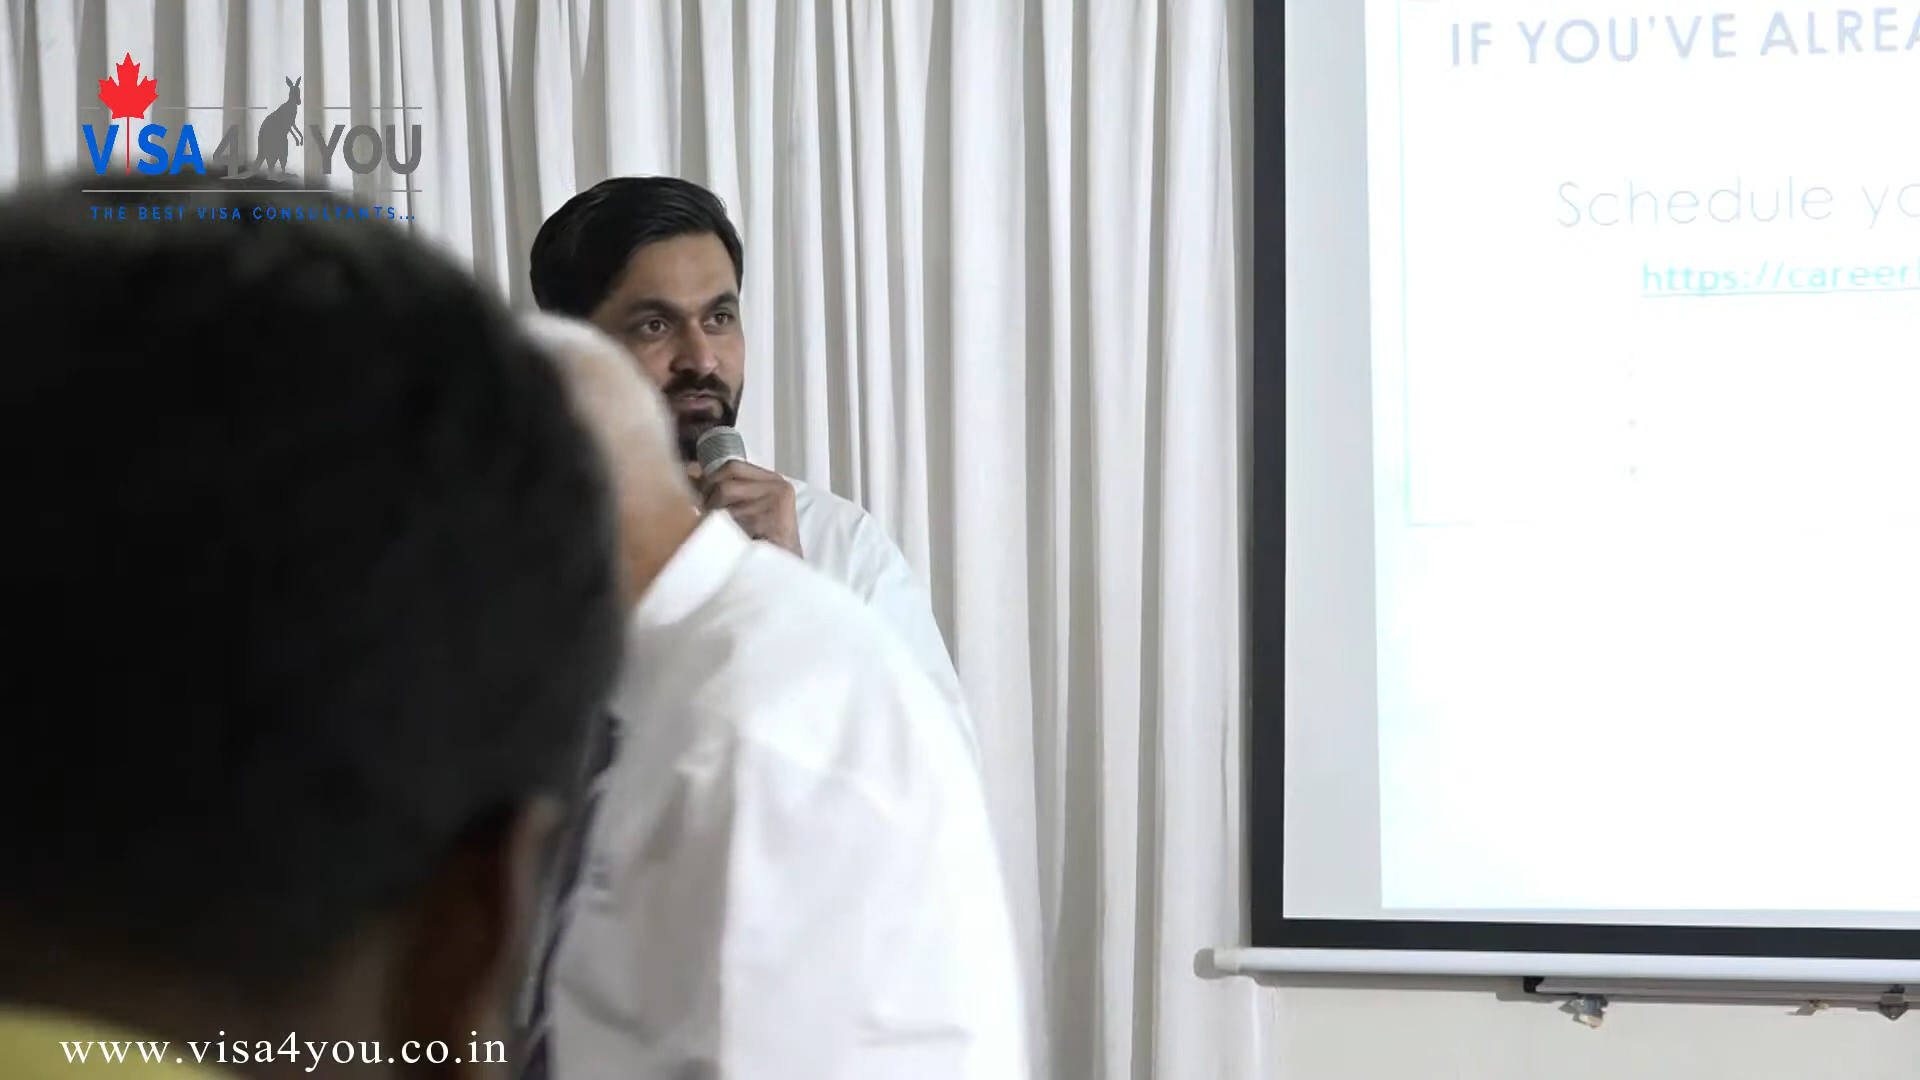 VISA4YOU
THE BEST VISA CONSULTANTS...
IF YOU'VE ALREA
Schedule yo
https://career
www.visa4you.co.in